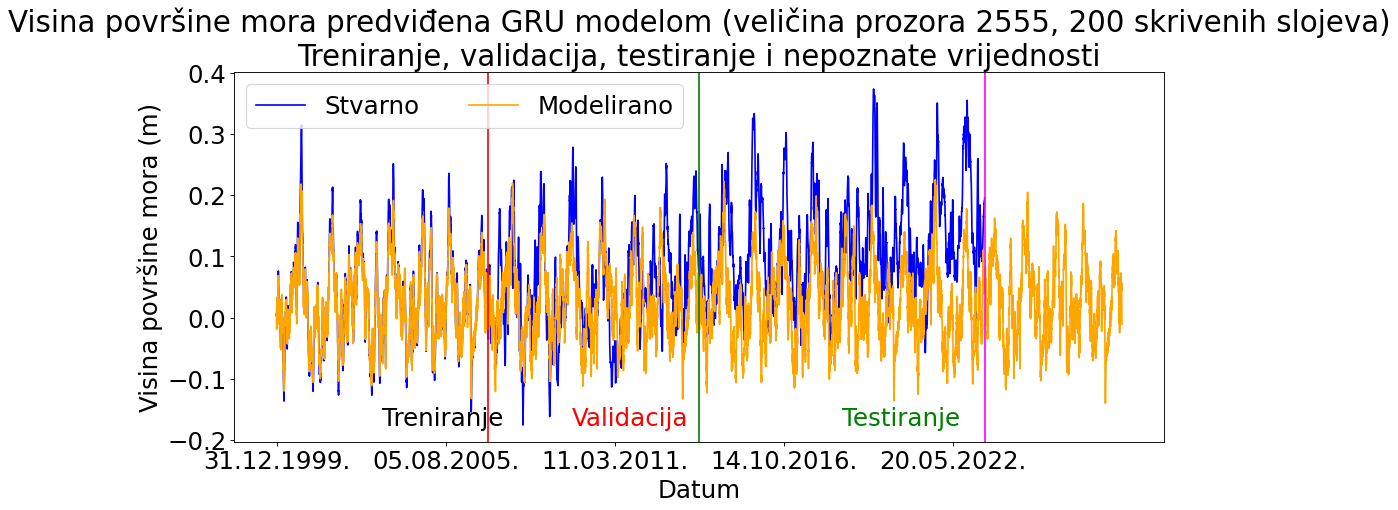 Visina površine mora predviđena GRU modelom (veličina prozora 2555, 200 skrivenih slojeva)
Treniranje, validacija, testiranje i nepoznate vrijednosti
Visina površine mora (m)
0.4
0.3
0.2
0.1
0.0
−0.1
−0.2
Stvarno Modelirano
Treniranje Validacija Testiranje
31.12.1999. 05.08.2005. 11.03.2011. 14.10.2016. 20.05.2022.
Datum